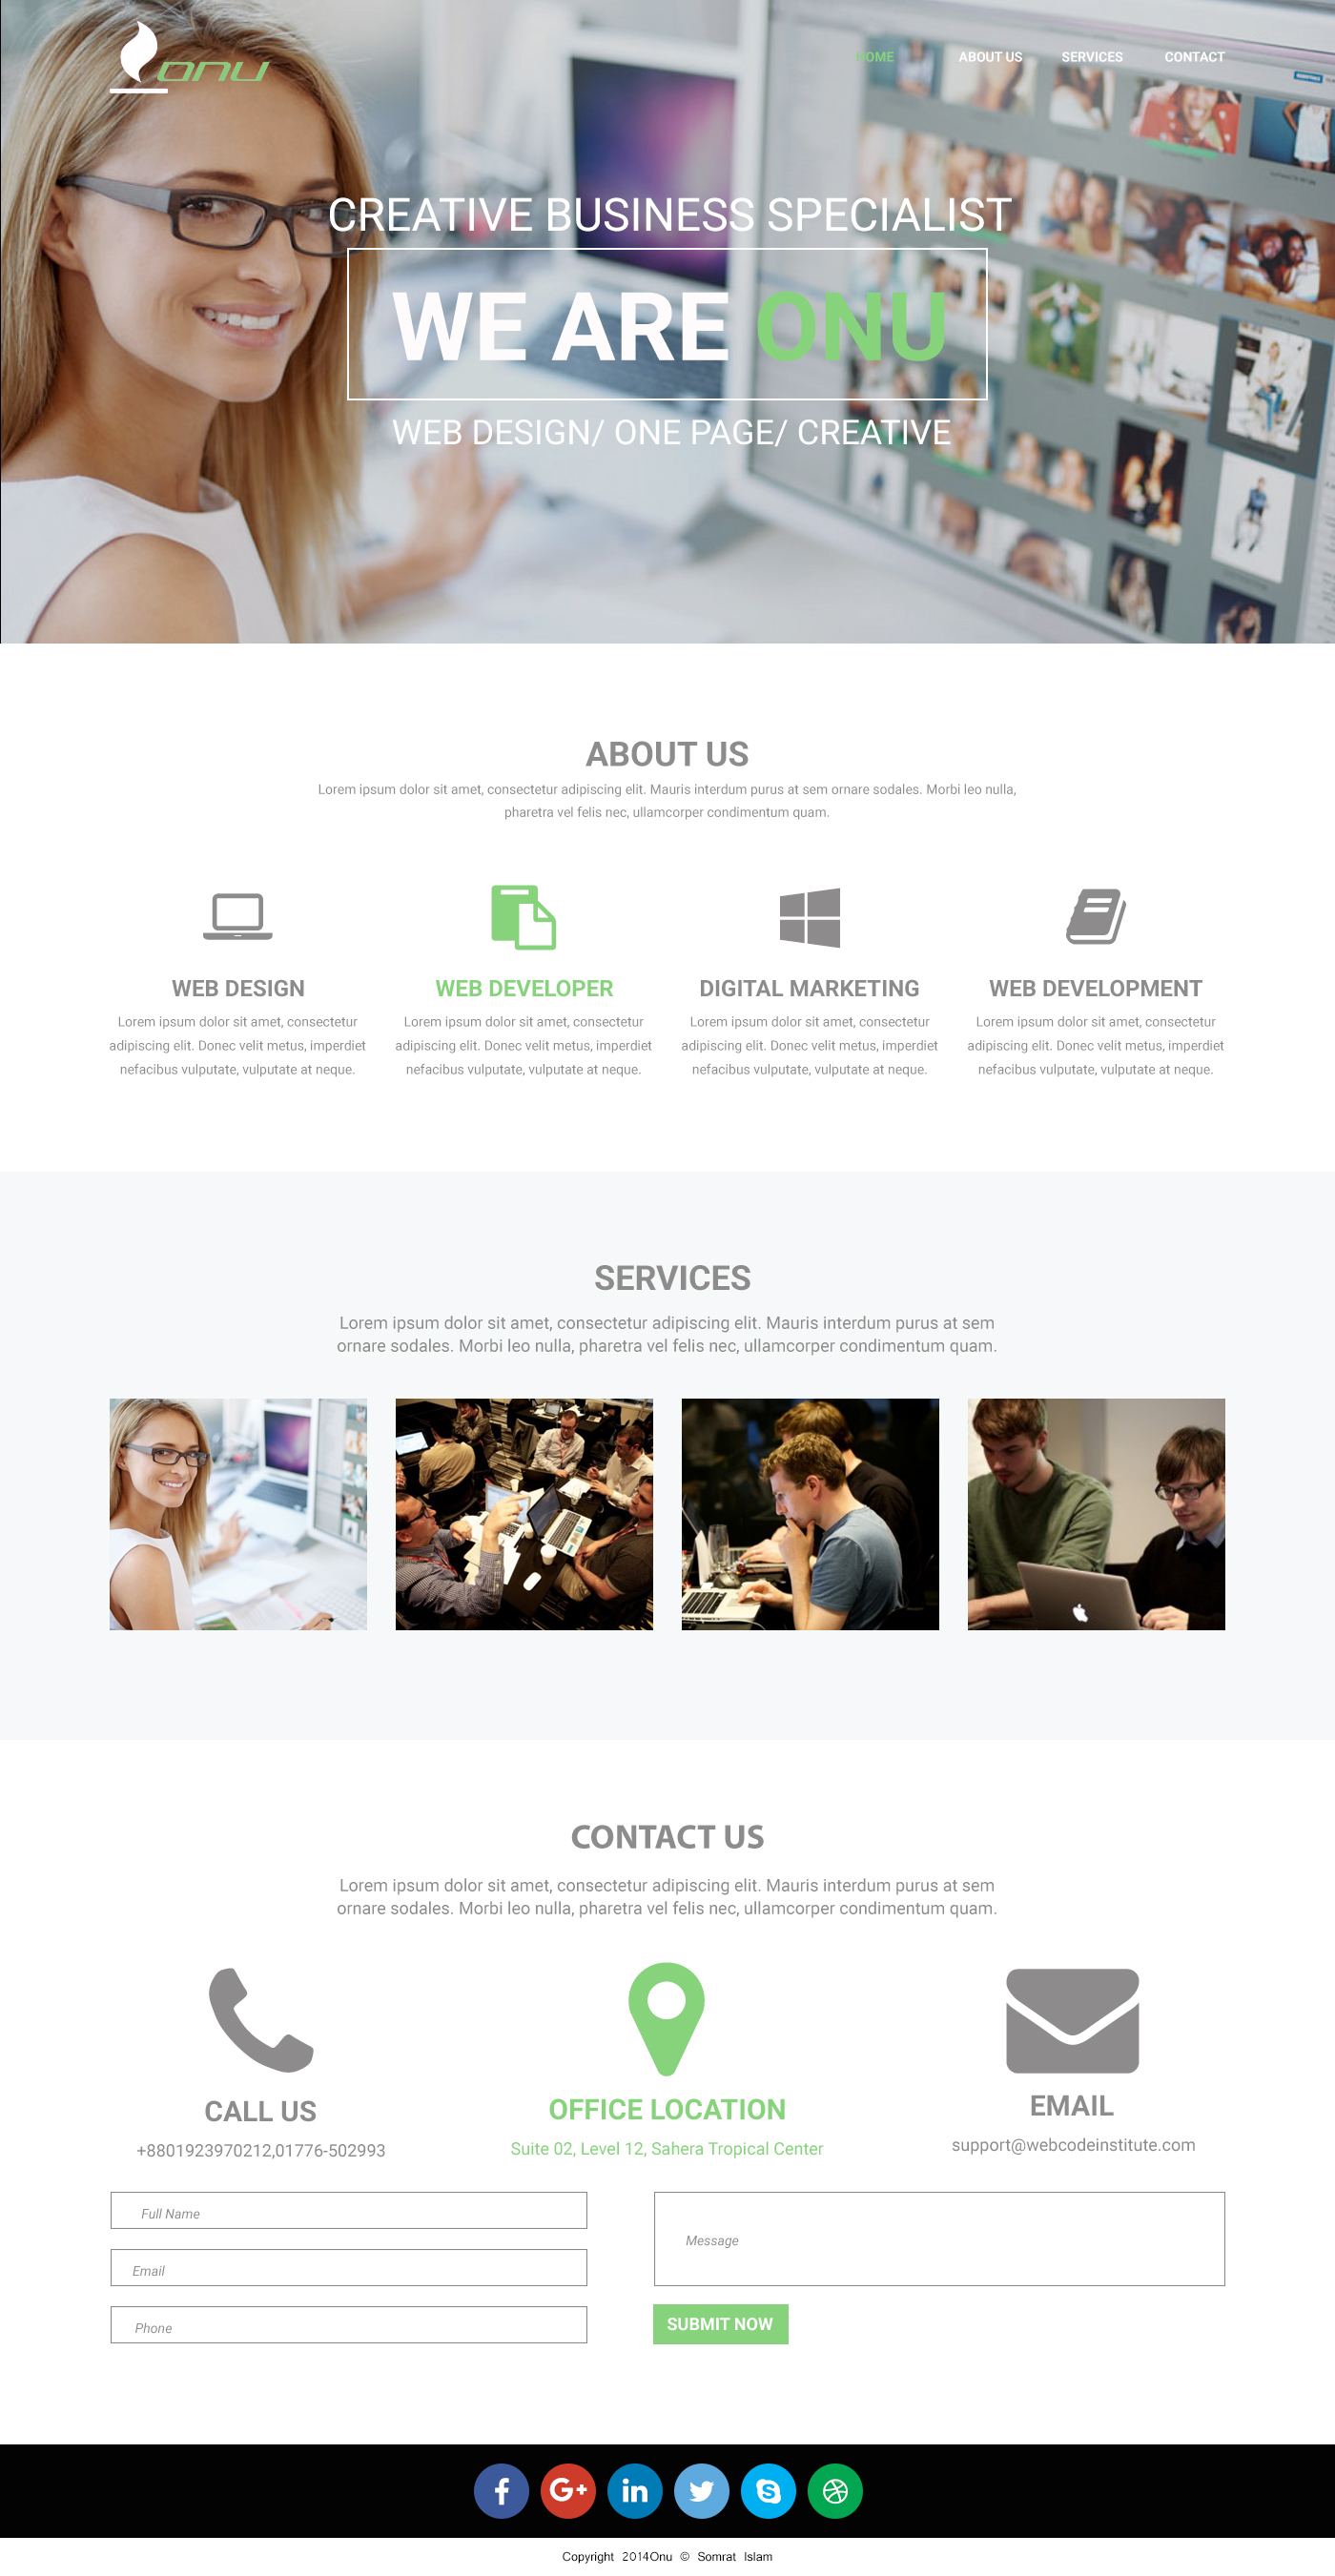 onu
HOME ABOUT US SERVICES CONTACT
CREATIVE BUSINESS SPECIALIST
WE ARE ONU
WEB DESIGN/ ONE PAGE/ CREATIVE
ABOUT US
Lorem ipsum dolor sit amet, consectetur adipiscing elit. Mauris interdum purus at sem ornare sodales. Morbi leo nulla,
pharetra vel felis nec, ullamcorper condimentum quam.
WEB DESIGN
Lorem ipsum dolor sit amet, consectetur
adipiscing elit. Donec velit metus, imperdiet
nefacibus vulputate, vulputate at neque.
WEB DEVELOPER
Lorem ipsum dolor sit amet, consectetur
adipiscing elit. Donec velit metus, imperdiet
nefacibus vulputate, vulputate at neque.
DIGITAL MARKETING
Lorem ipsum dolor sit amet, consectetur
adipiscing elit. Donec velit metus, imperdiet
nefacibus vulputate, vulputate at neque.
WEB DEVELOPMENT
Lorem ipsum dolor sit amet, consectetur
adipiscing elit. Donec velit metus, imperdiet
nefacibus vulputate, vulputate at neque.
SERVICES
Lorem ipsum dolor sit amet, consectetur adipiscing elit. Mauris interdum purus at sem
ornare sodales. Morbi leo nulla, pharetra vel felis nec, ullamcorper condimentum quam.
CONTACT US
Lorem ipsum dolor sit amet, consectetur adipiscing elit. Mauris interdum purus at sem
ornare sodales. Morbi leo nulla, pharetra vel felis nec, ullamcorper condimentum quam.
CALL US
+8801923970212,01776-502993
OFFICE LOCATION
Suite 02, Level 12, Sahera Tropical Center
EMAIL
support@webcodeinstitute.com
Full Name
Email
Phone
Message
SUBMIT NOW
f G+ in S
Copyright 2014Onu © Somrat Islam